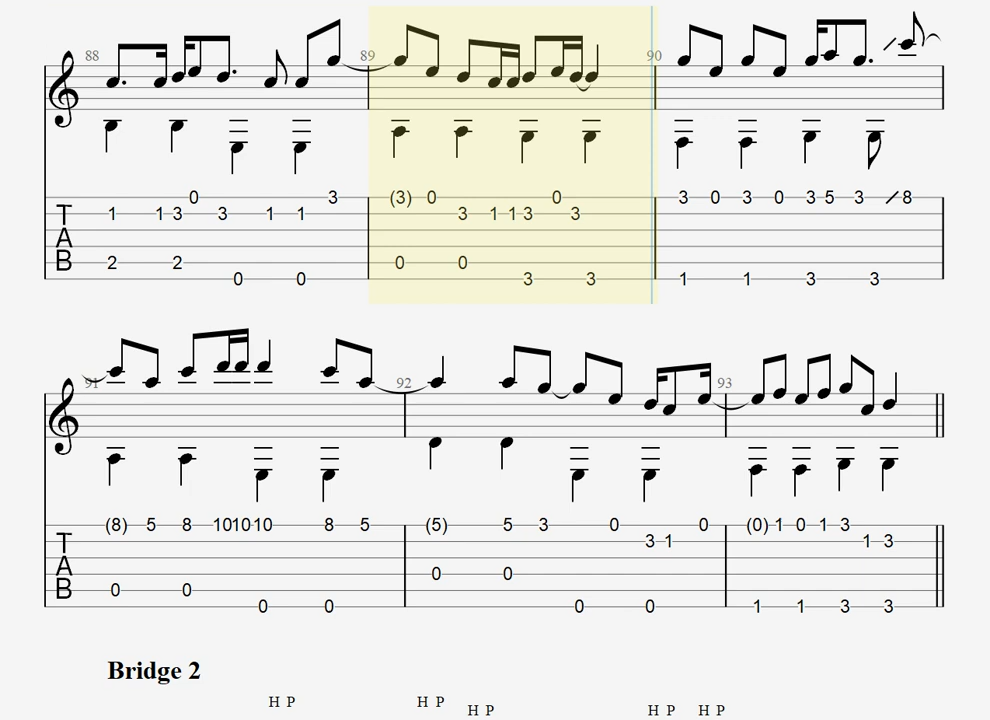 88 89 90
0 3 (3) 0 0 3 0 3 0 3 5 3 8
T 1 1 3 3 1 1 3 1 1 3 3
A
B 2 2 0 0
0 0 3 3 1 1 3 3
91 92 93
(8) 5 8 10 10 10 8 5 (5) 5 3 0 0 (0) 1 0 1 3
T 3 1 1 3
A 0 0
B 0 0
0 0 0 0 1 1 3 3
Bridge 2
H P H P H P H P H P